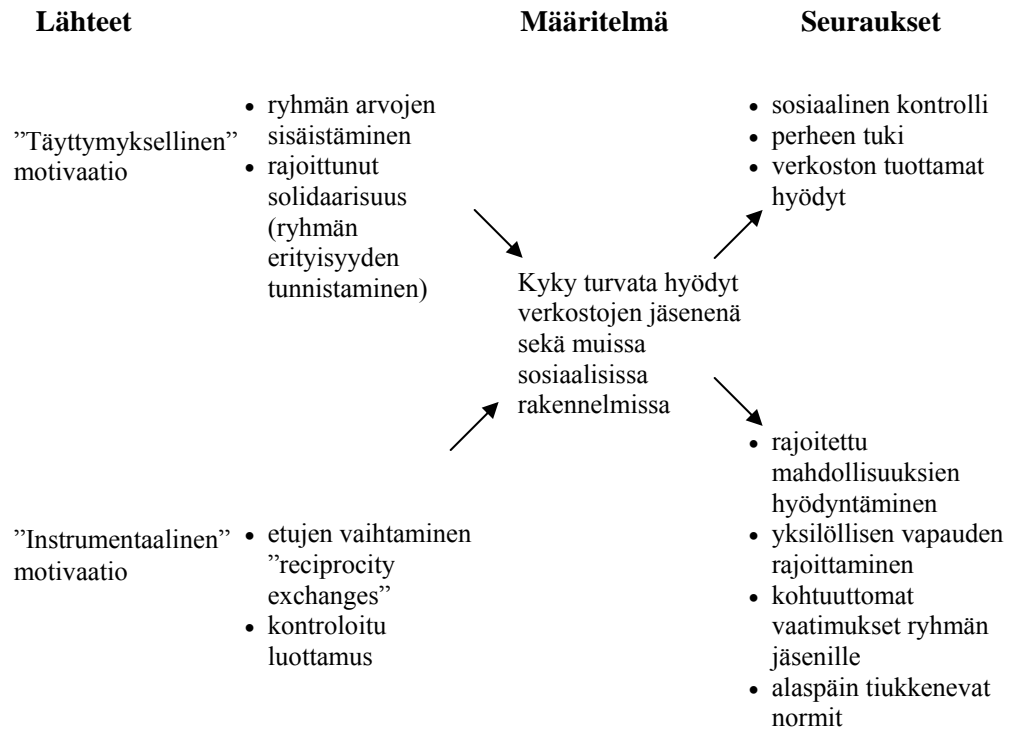 Lähteet
Määritelmä
Seuraukset
”Täyttymyksellinen”
motivaatio
• ryhmän arvojen
sisäistäminen
• rajoittunut
solidaarisuus
(ryhmän
erityisyyden
tunnistaminen)
”Instrumentaalinen”
motivaatio
• etujen vaihtaminen
”reciprocity
exchanges”
• kontroloitu
luottamus
Kyky turvata hyödyt
verkostojen jäsenenä
sekä muissa
sosiaalisissa
rakennelmissa
• sosiaalinen kontrolli
• perheen tuki
• verkoston tuottamat
hyödyt
• rajoitettu
mahdollisuuksien
hyödyntäminen
• yksilöllisen vapauden
rajoittaminen
• kohtuuttomat
vaatimukset ryhmän
jäsenille
• alaspäin tiukkenevat
normit